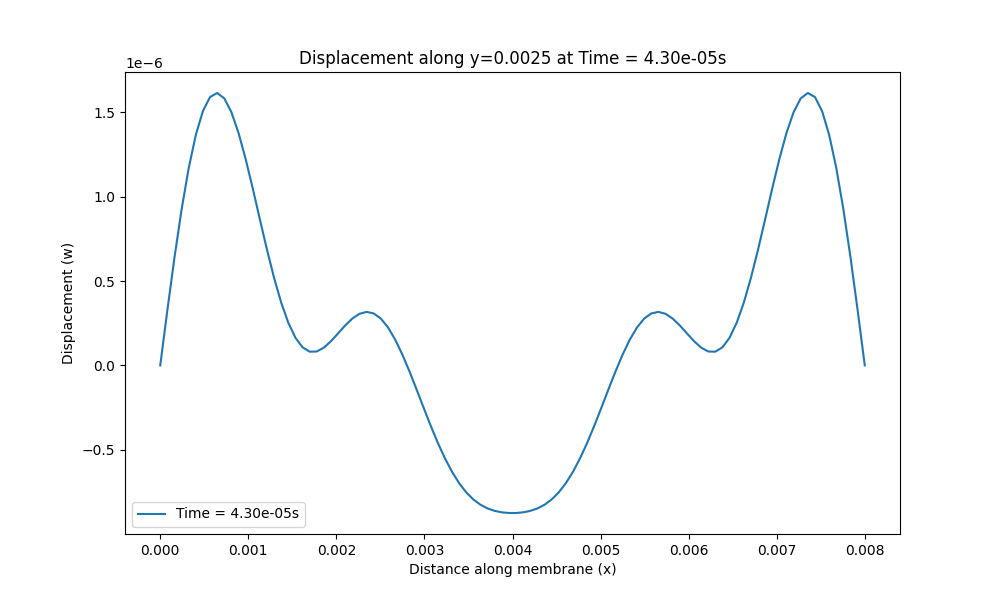 Displacement along y=0.0025 at Time = 4.30e-05s
1e−6
1.5
1.0
0.5
0.0
−0.5
Displacement (w)
Time = 4.30e-05s
0.000 0.001 0.002 0.003 0.004 0.005 0.006 0.007 0.008
Distance along membrane (x)